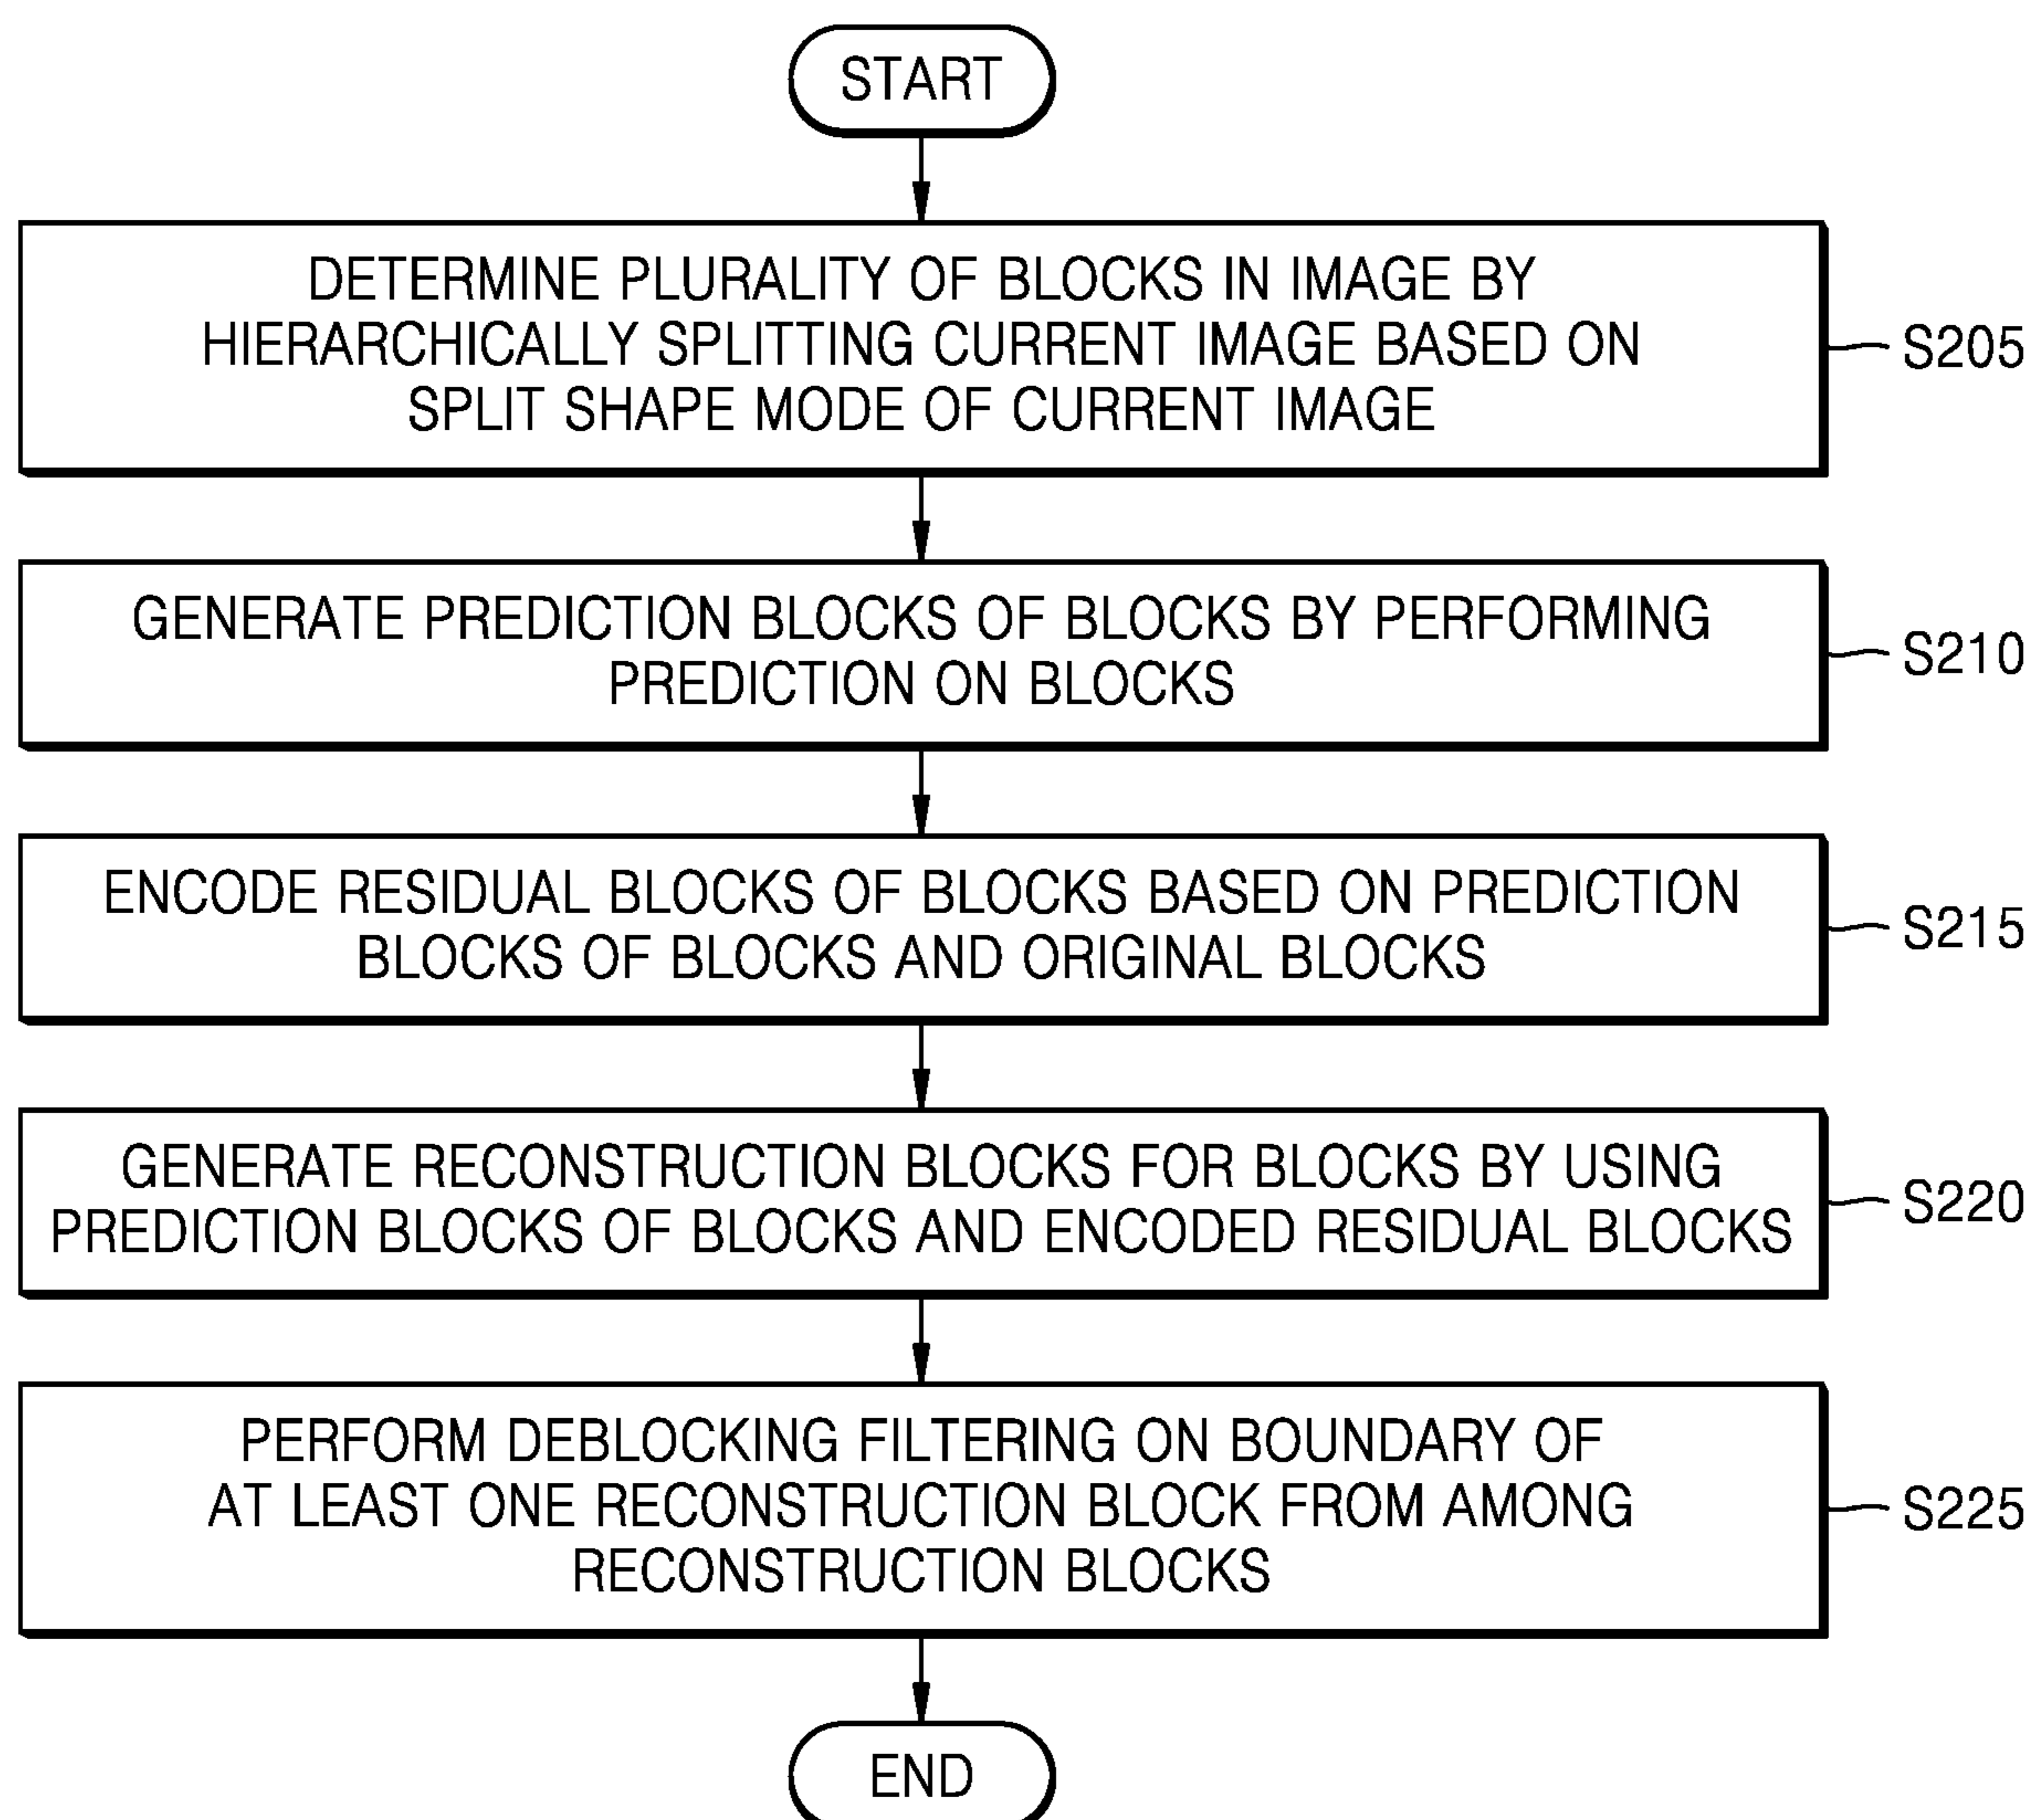 START
DETERMINE PLURALITY OF BLOCKS IN IMAGE BY
HIERARCHICALLY SPLITTING CURRENT IMAGE BASED ON
SPLIT SHAPE MODE OF CURRENT IMAGE
S205
GENERATE PREDICTION BLOCKS OF BLOCKS BY PERFORMING
PREDICTION ON BLOCKS
S210
ENCODE RESIDUAL BLOCKS OF BLOCKS BASED ON PREDICTION
BLOCKS OF BLOCKS AND ORIGINAL BLOCKS
S215
GENERATE RECONSTRUCTION BLOCKS FOR BLOCKS BY USING
PREDICTION BLOCKS OF BLOCKS AND ENCODED RESIDUAL BLOCKS
S220
PERFORM DEBLOCKING FILTERING ON BOUNDARY OF
AT LEAST ONE RECONSTRUCTION BLOCK FROM AMONG
RECONSTRUCTION BLOCKS
S225
END